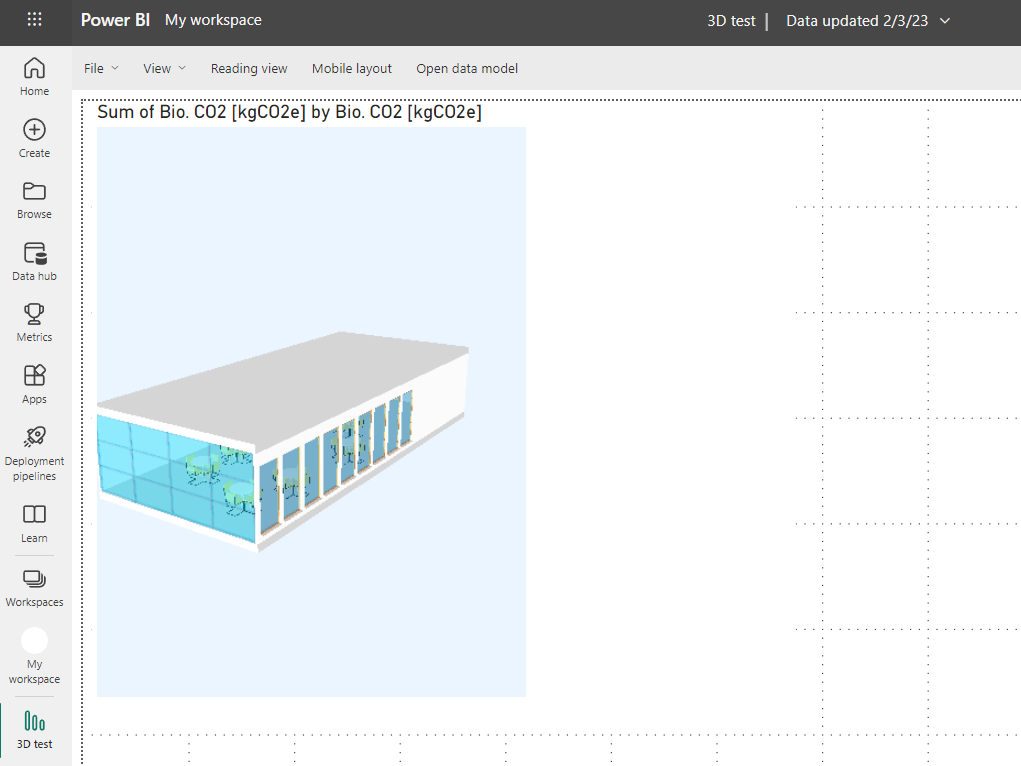 Power BI My workspace 3D test | Data updated 2/3/23
File View Reading view Mobile layout Open data model
Home
Create
Browse
Data hub
Metrics
Apps
Deployment
pipelines
Learn
Workspaces
My
workspace
3D test
Sum of Bio. CO2 [kgCO2e] by Bio. CO2 [kgCO2e]